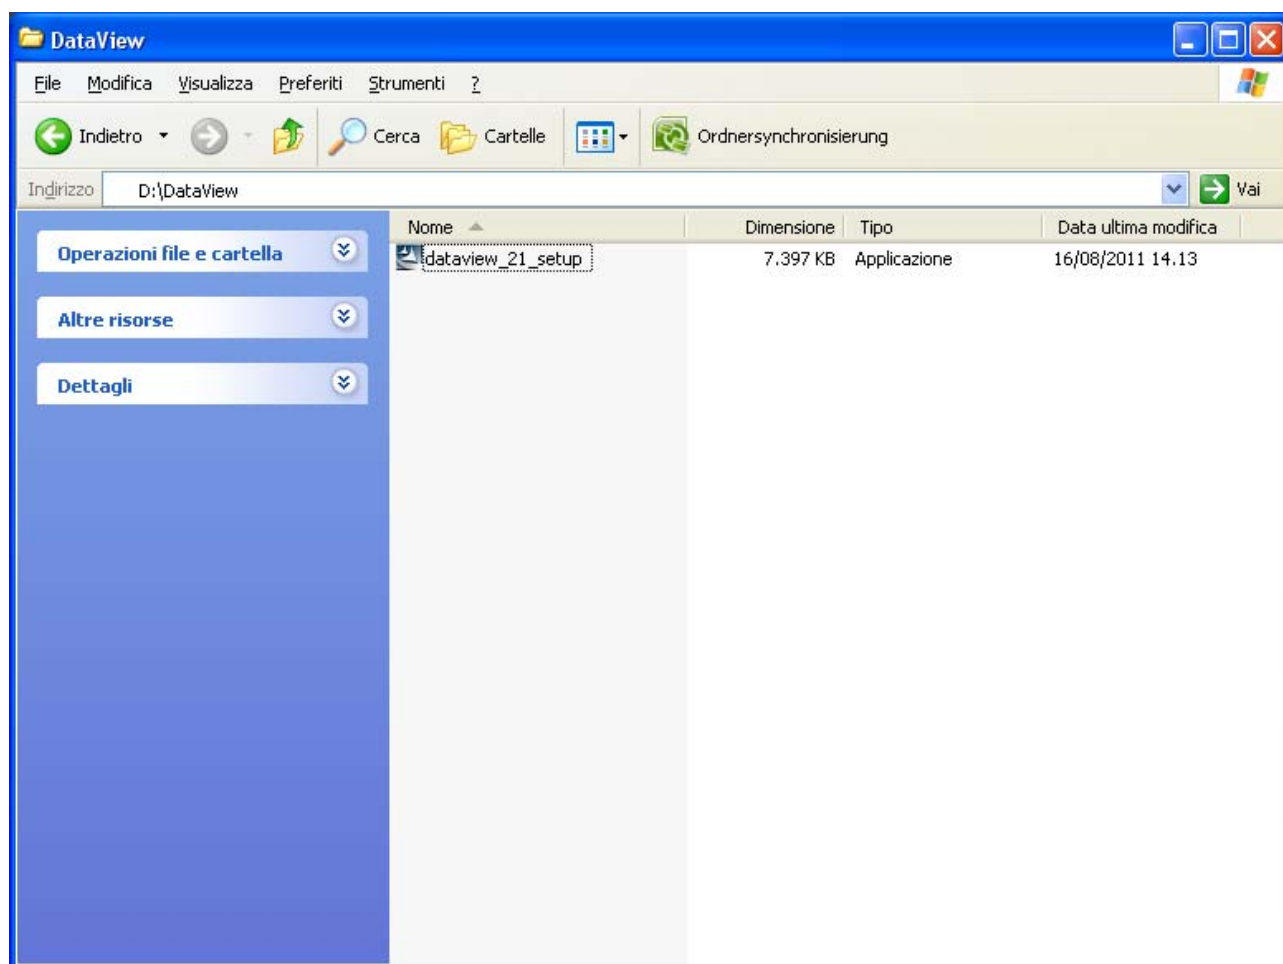 DataView
File Modifica Visualizza Preferiti Strumenti ?
Indietro Cerca Cartelle Ordnersynchronisierung
Indirizzo D:\DataView Vai
Nome Dimensione Tipo Data ultima modifica
Operazioni file e cartella
dataview_21_setup 7.397 KB Applicazione 16/08/2011 14.13
Altre risorse
Dettagli